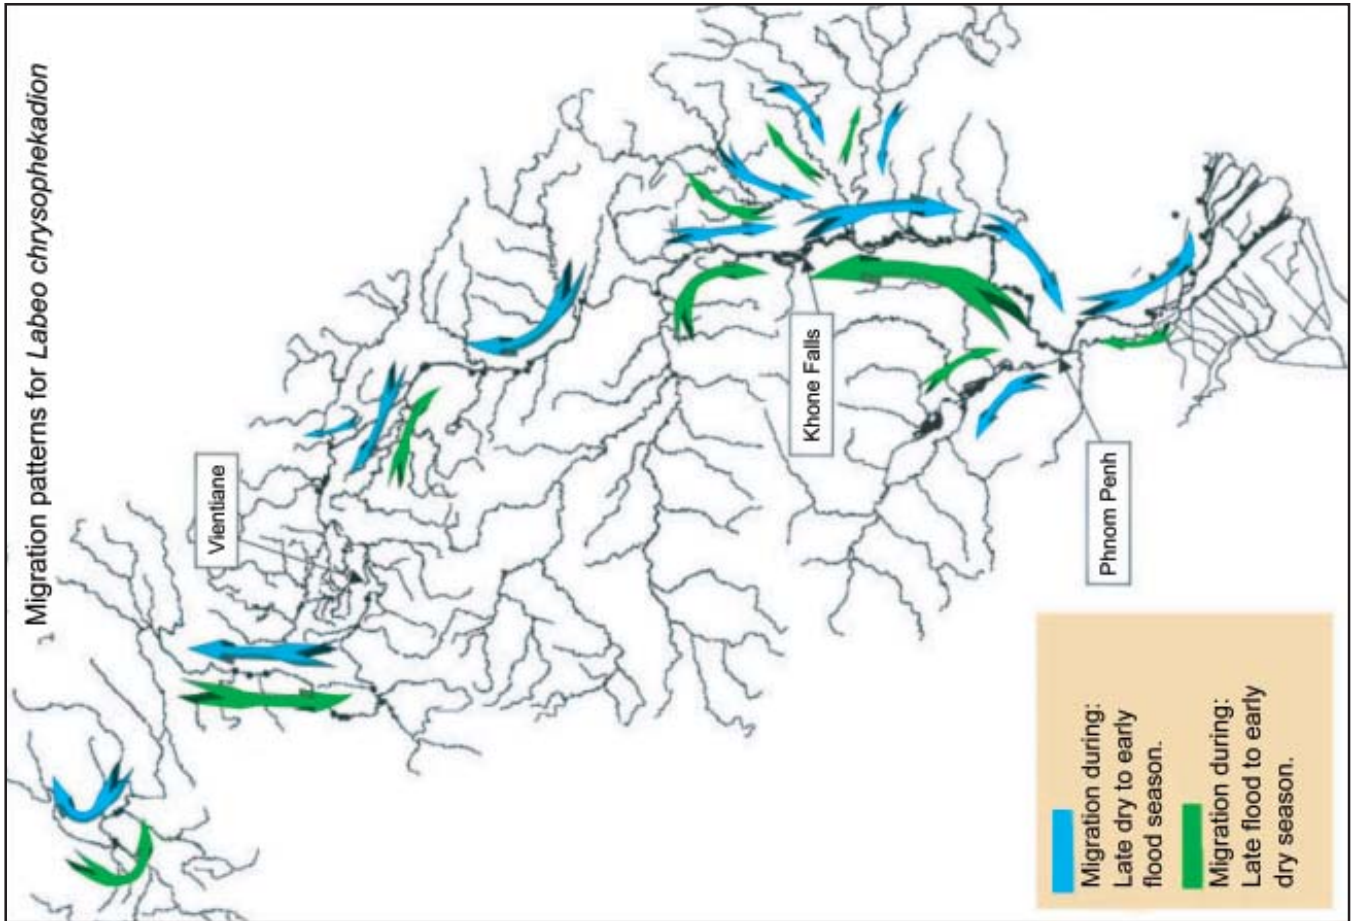 Migration patterns for Labeo chrysophekadion
Vientiane
Khone Falls
Phnom Penh
Migration during:
Late dry to early
flood season.
Migration during:
Late flood to early
dry season.